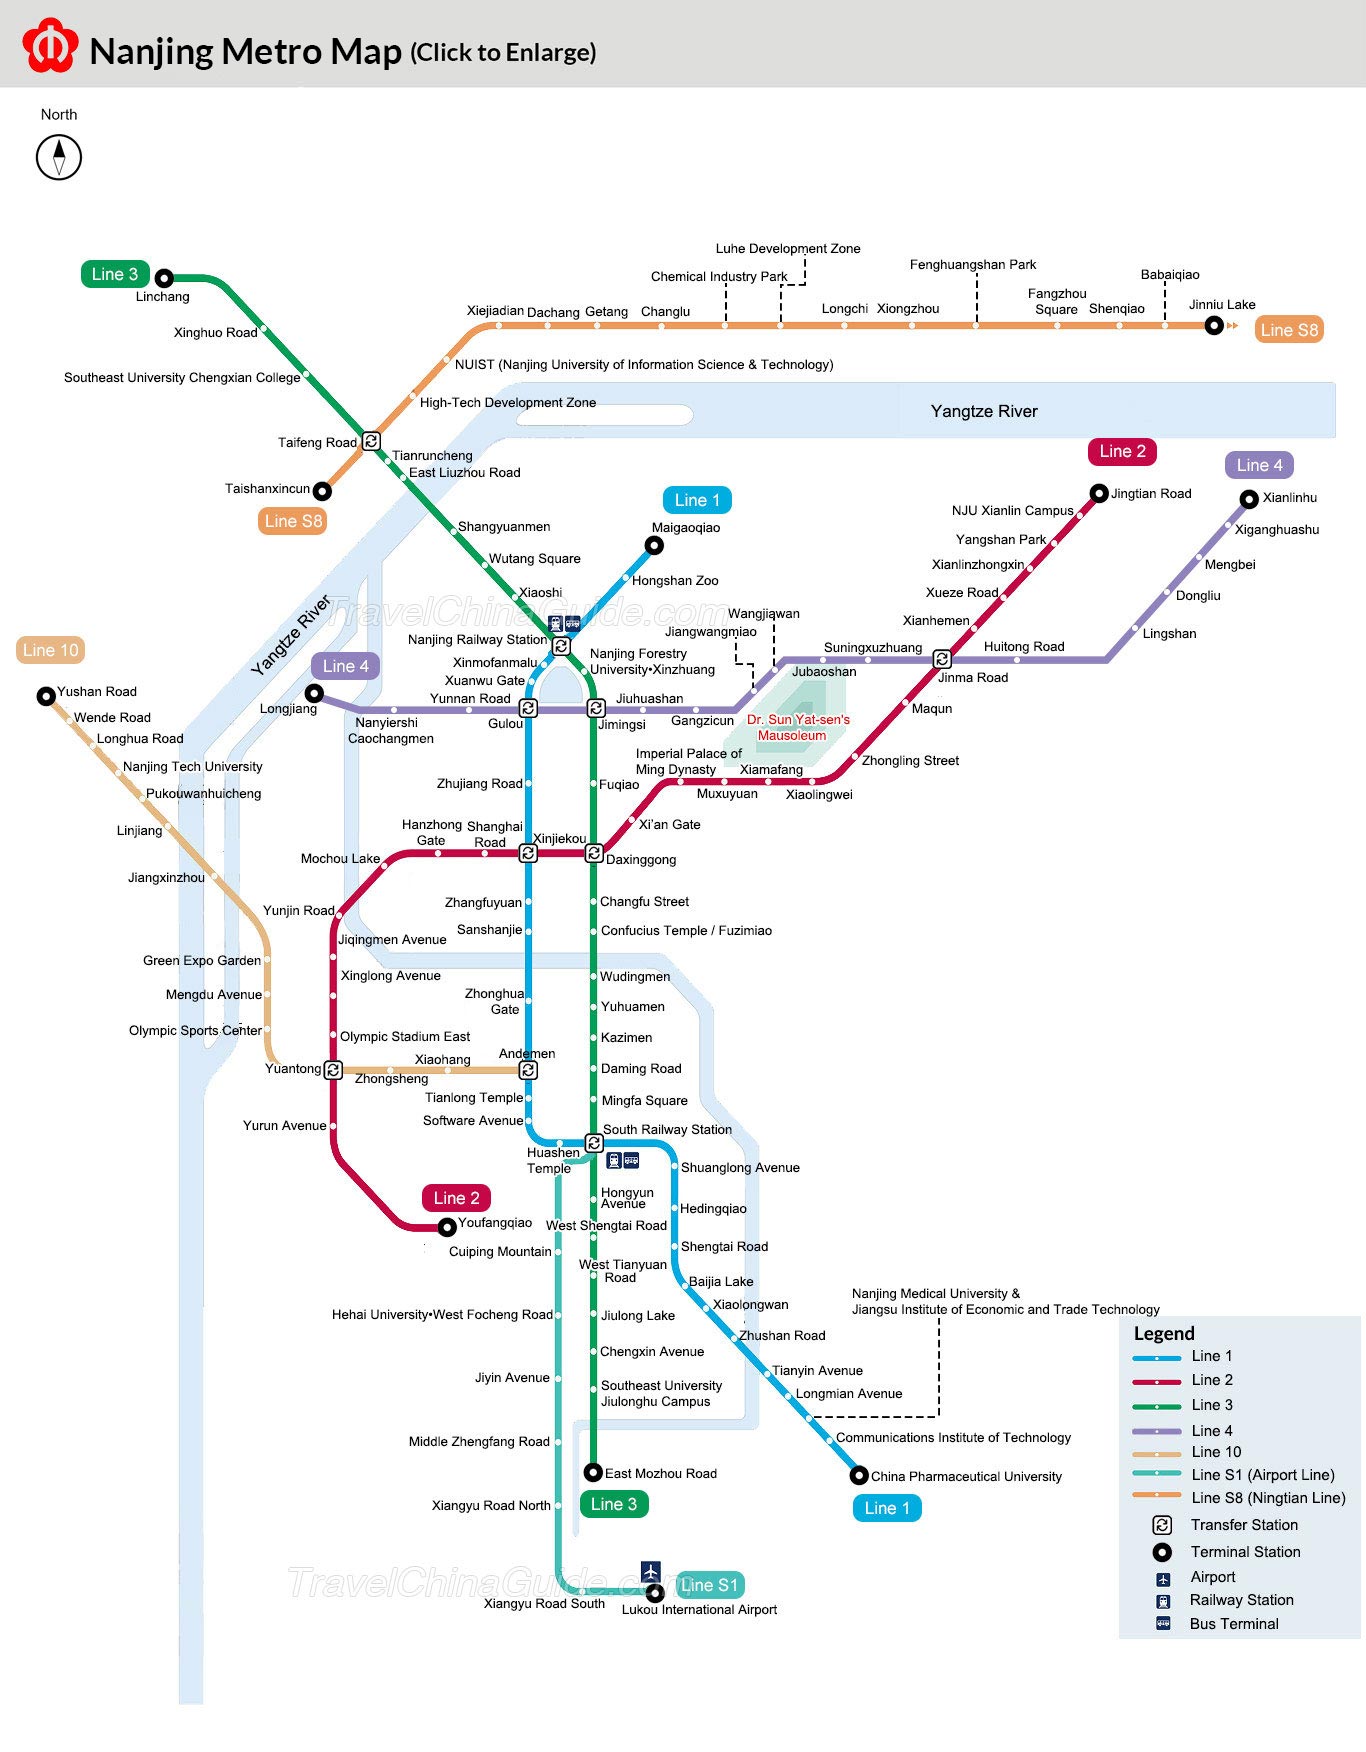 Nanjing Metro Map (Click to Enlarge)
North
Luhe Development Zone
Chemical Industry Park
Fenghuangshan Park
Babaiqiao
Line 3
Linchang
Xiejiadian
Dachang
Getang
Changlu
Longchi
Xiongzhou
Fangzhou
Square
Shenqiao
Jinniu Lake
Line S8
Xinghuo Road
NUIST (Nanjing University of Information Science & Technology)
Southeast University Chengxian College
High-Tech Development Zone
Yangtze River
Taifeng Road
Tianruncheng
East Liuzhou Road
Taishanxincun
Line S8
Line 2
Line 4
Jingtian Road
Xianlinhu
NJU Xianlin Campus
Xiganghuashu
Yangshan Park
Xianlinzhongxin
Mengbei
Xueze Road
Dongliu
Xianhemen
Lingshan
Line 1
Maigaoqiao
Shangyuanmen
Wutang Square
Hongshan Zoo
Xiaoshi
TravelChinaGuide.com
Wangjiawan
Jiangwangmiao
Yangtze River
Nanjing Railway Station
Nanjing Forestry
University•Xinzhuang
Suningxuzhuang
Huitong Road
Line 10
Line 4
Xinmofanmalu
Xuanwu Gate
Jubaoshan
Jinma Road
Yushan Road
Longjiang
Yunnan Road
Jiuhuashan
Maqun
Wende Road
Nanyiershi
Caochangmen
Gulou
Jimingsi
Gangzicun
Dr. Sun Yat-sen's
Mausoleum
Longhua Road
Nanjing Tech University
Imperial Palace of
Ming Dynasty
Xiamafang
Zhongling Street
Pukouwanhuicheng
Zhujiang Road
Fuqiao
Muxuyuan
Xiaolingwei
Linjiang
Hanzhong
Gate
Shanghai
Road
Xinjiekou
Xi'an Gate
Mochou Lake
Daxinggong
Jiangxinzhou
Yunjin Road
Zhangfuyuan
Changfu Street
Jiqingmen Avenue
Sanshanjie
Confucius Temple / Fuzimiao
Green Expo Garden
Xinglong Avenue
Wudingmen
Mengdu Avenue
Zhonghua
Gate
Yuhuamen
Olympic Sports Center
Olympic Stadium East
Kazimen
Andemen
Yuantong
Xiaohang
Zhongsheng
Daming Road
Tianlong Temple
Mingfa Square
Yurun Avenue
Software Avenue
South Railway Station
Huashen
Temple
Shuanglong Avenue
Line 2
Hongyun
Avenue
Hedingqiao
Youfangqiao
West Shengtai Road
Cuiping Mountain
Shengtai Road
West Tianyuan
Road
Baijia Lake
Nanjing Medical University &
Jiangsu Institute of Economic and Trade Technology
Hehai University•West Focheng Road
Jiulong Lake
Xiaolongwan
Zhushan Road
Chengxin Avenue
Jiyin Avenue
Tianyin Avenue
Southeast University
Jiulonghu Campus
Longmian Avenue
Middle Zhengfang Road
Communications Institute of Technology
East Mozhou Road
China Pharmaceutical University
Xiangyu Road North
Line 3
Line 1
TravelChinaGuide.com
Line S1
Xiangyu Road South
Lukou International Airport
Legend
Line 1
Line 2
Line 3
Line 4
Line 10
Line S1 (Airport Line)
Line S8 (Ningtian Line)
Transfer Station
Terminal Station
Airport
Railway Station
Bus Terminal